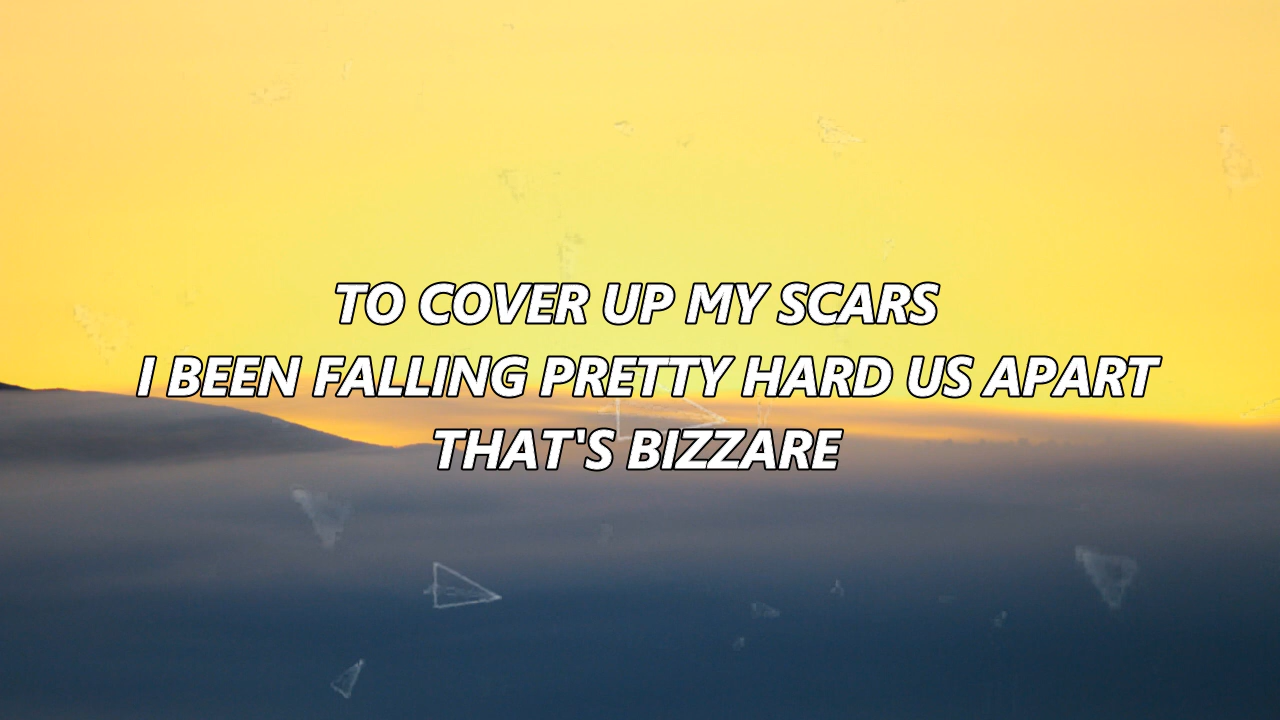 TO COVER UP MY SCARS
I BEEN FALLING PRETTY HARD US APART
THAT'S BIZZARE